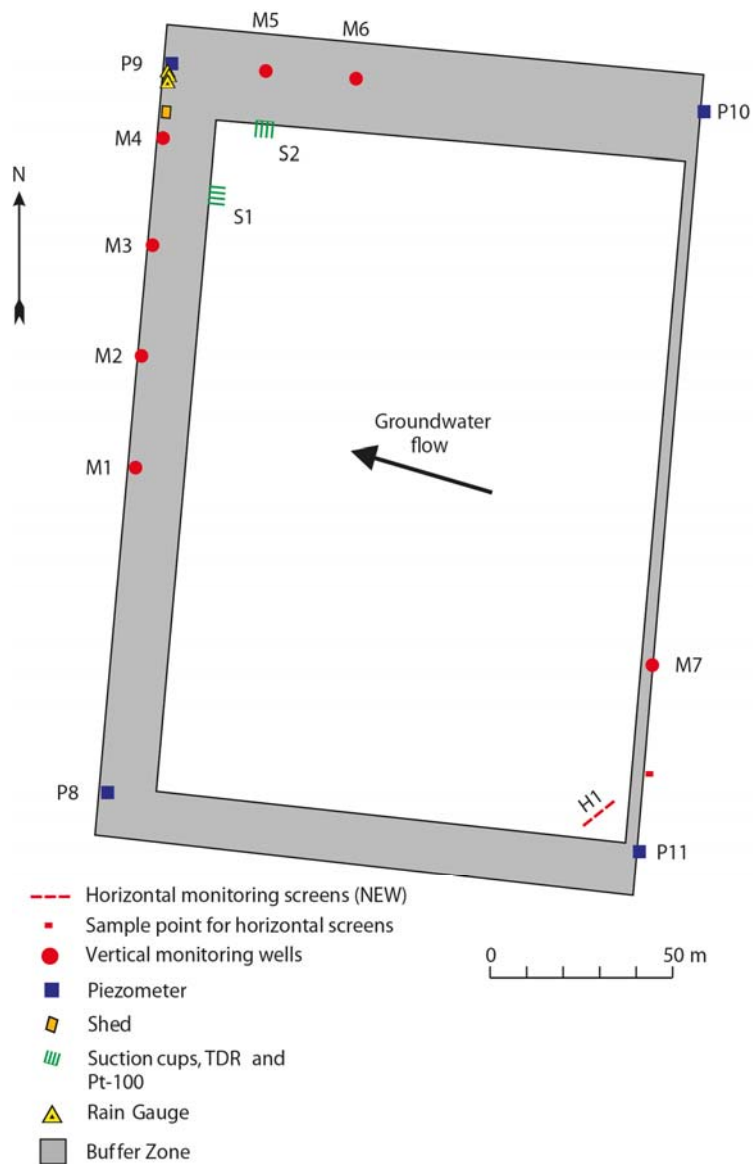 M5
M6
P9
P10
M4
S2
N
S1
M3
M2
Groundwater
flow
M1
M7
P8
H1
P11
Horizontal monitoring screens (NEW)
Sample point for horizontal screens
Vertical monitoring wells
0 50 m
Piezometer
Shed
Suction cups, TDR and
Pt-100
Rain Gauge
Buffer Zone